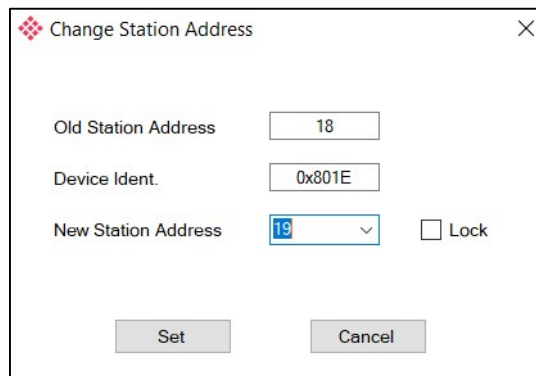 Change Station Address
Old Station Address 18
Device Ident. 0x801E
New Station Address 19 Lock
Set Cancel